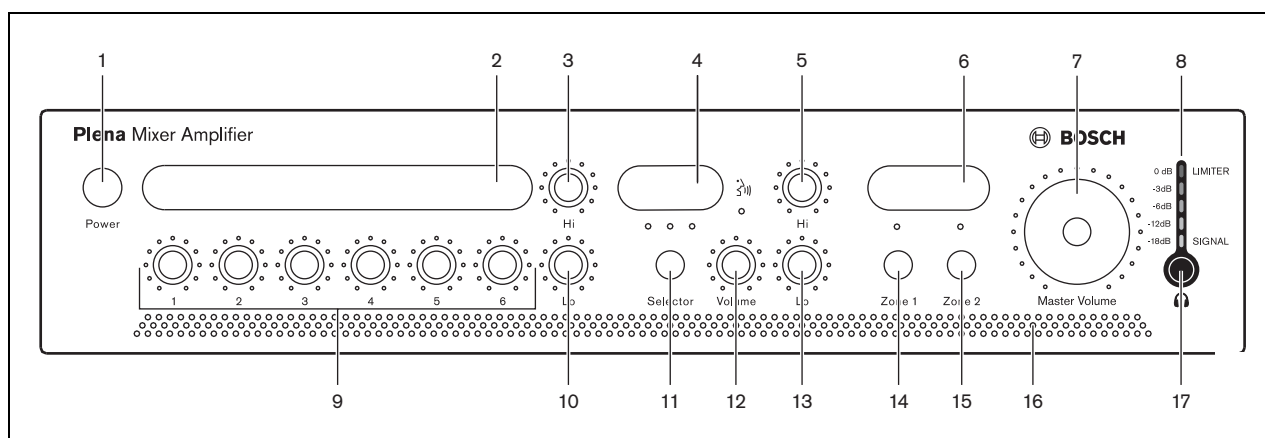 1 2 3 4 5 6 7 8
Plena Mixer Amplifier
BOSCH
0 dB LIMITER
-3dB
-6dB
-12dB
-18dB SIGNAL
Power
Hi
Hi
1 2 3 4 5 6
Lo
Selector
Volume
Lo
Zone 1
Zone 2
Master Volume
9 10 11 12 13 14 15 16 17